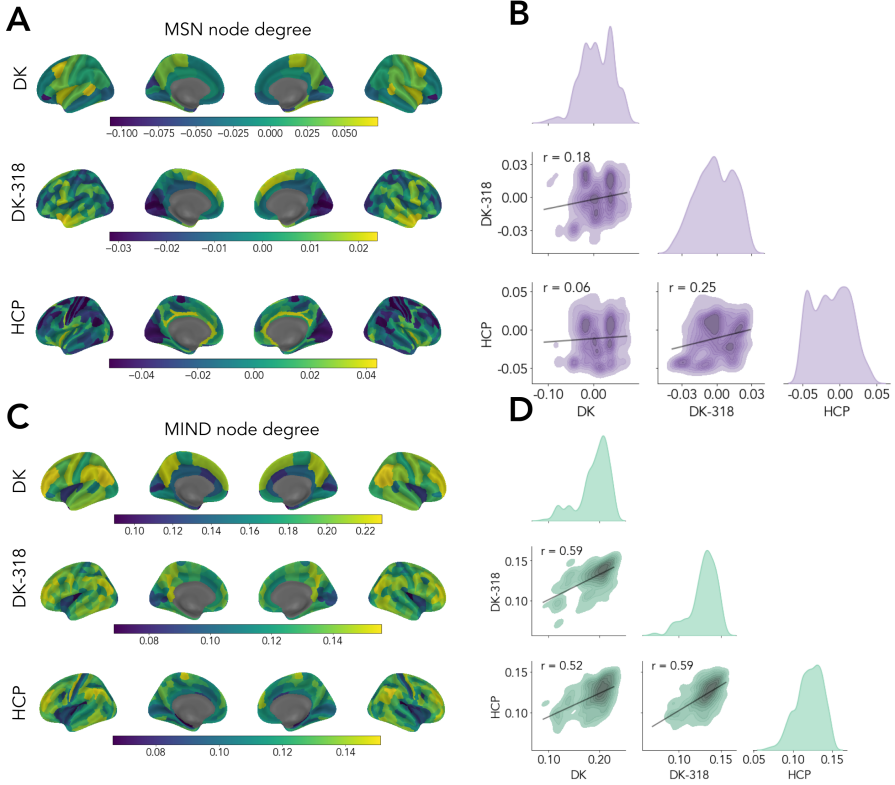 A
MSN node degree
DK
−0.100 −0.075 −0.050 −0.025 0.000 0.025 0.050
DK-318
−0.03 −0.02 −0.01 0.00 0.01 0.02
HCP
−0.04 −0.02 0.00 0.02 0.04
B
r = 0.18
0.03
0.00
-0.03
DK-318
r = 0.06
r = 0.25
0.05
0.00
-0.05
HCP
-0.10 0.00
-0.03 0.00 0.03
-0.05 0.00 0.05
DK
DK-318
HCP
C
MIND node degree
DK
0.10 0.12 0.14 0.16 0.18 0.20 0.22
DK-318
0.08 0.10 0.12 0.14
HCP
0.08 0.10 0.12 0.14
D
r = 0.59
0.15
0.10
DK-318
r = 0.52
r = 0.59
0.15
0.10
HCP
0.10 0.20
0.10 0.15
0.05 0.10 0.15
DK
DK-318
HCP